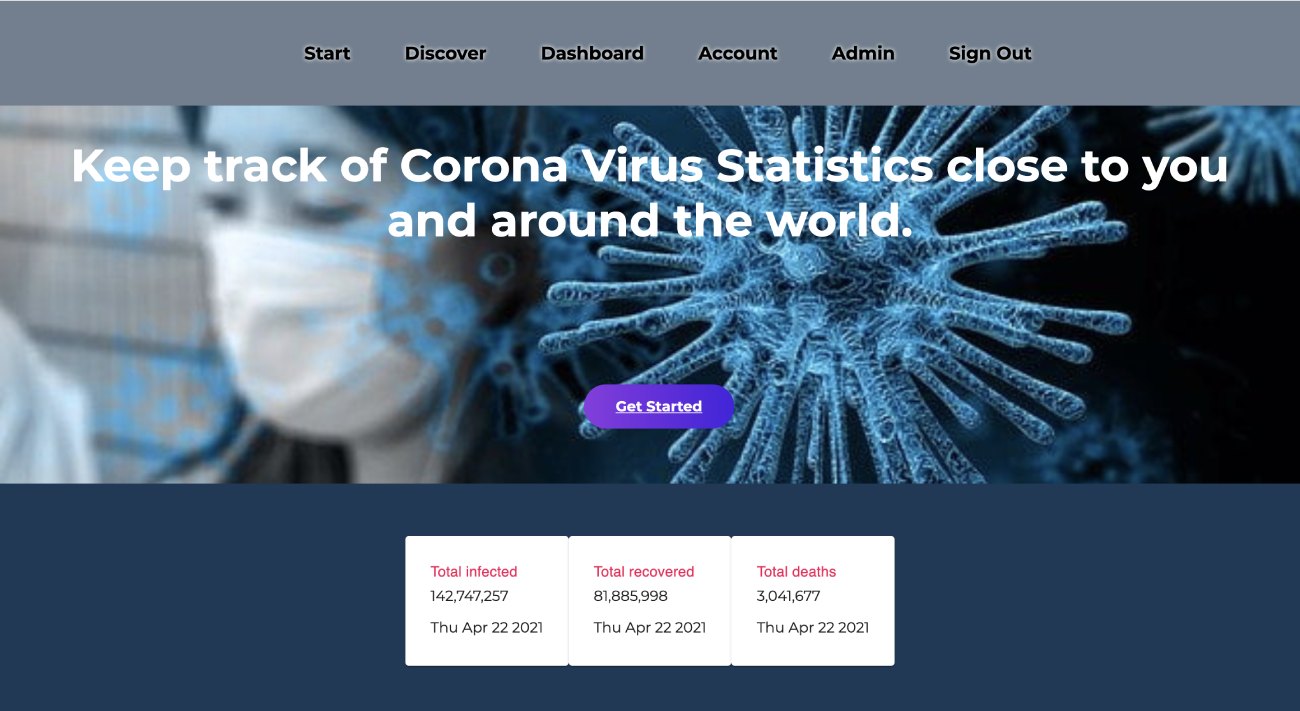 Start Discover Dashboard Account Admin Sign Out
Keep track of Corona Virus Statistics close to you
and around the world.
Get Started
Total infected
142,747,257
Thu Apr 22 2021
Total recovered
81,885,998
Thu Apr 22 2021
Total deaths
3,041,677
Thu Apr 22 2021